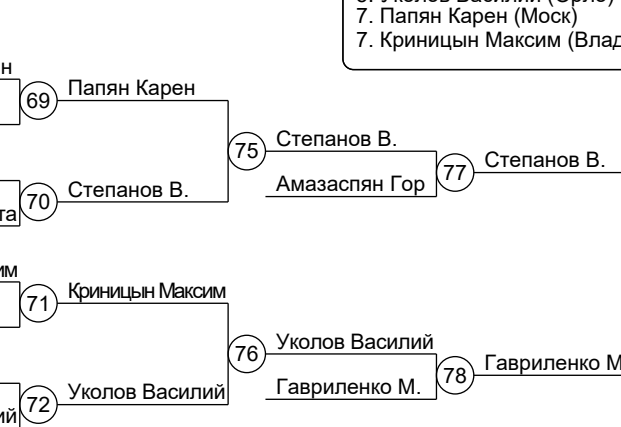 7. Папян Карен (Моск)
7. Криницын Максим (Влад
69
Папян Карен
75
Степанов В.
77
Степанов В.
Амазаспян Гор
70
Степанов В.
71
Криницын Максим
76
Уколов Василий
78
Гавриленко М
Гавриленко М.
72
Уколов Василий